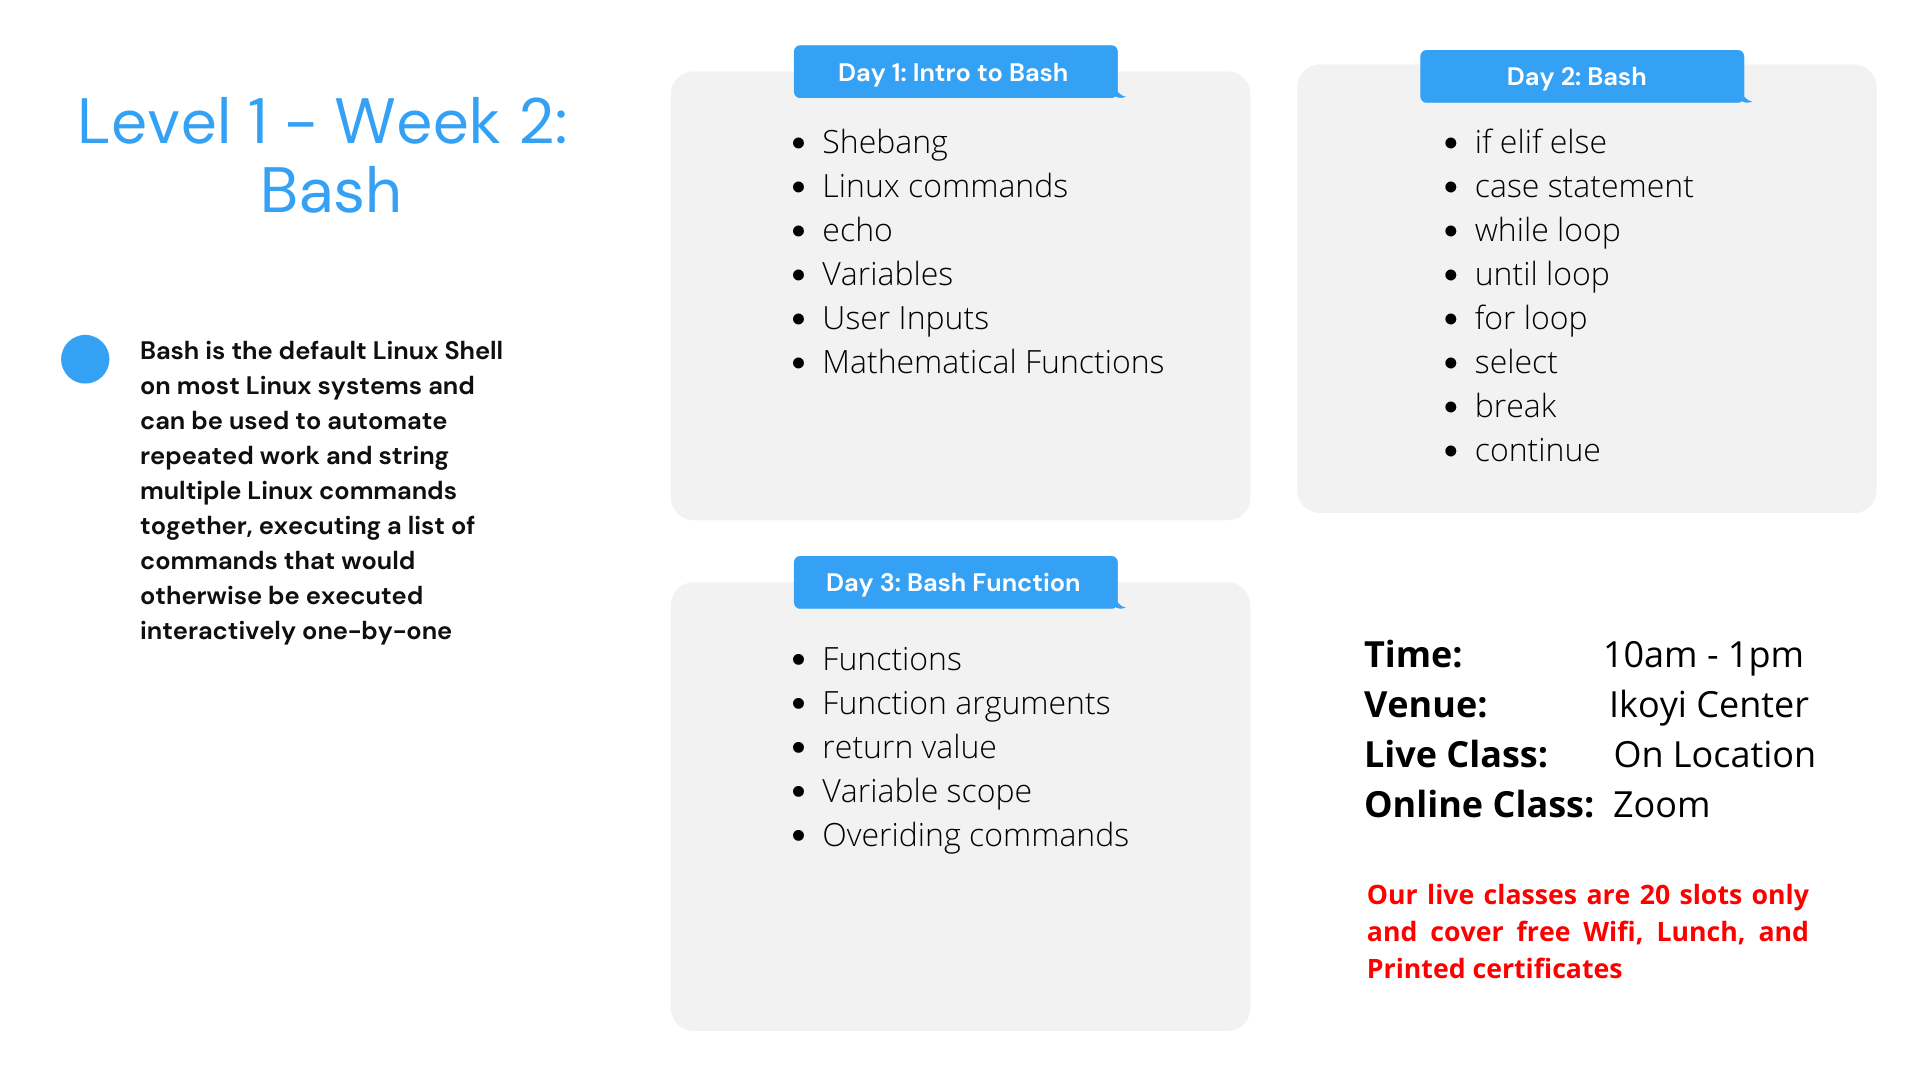 Level 1 - Week 2:
Bash
Bash is the default Linux Shell
on most Linux systems and
can be used to automate
repeated work and string
multiple Linux commands
together, executing a list of
commands that would
otherwise be executed
interactively one-by-one
Day 1: Intro to Bash
Shebang
Linux commands
echo
Variables
User Inputs
Mathematical Functions
Day 2: Bash
if elif else
case statement
while loop
until loop
for loop
select
break
continue
Day 3: Bash Function
Functions
Function arguments
return value
Variable scope
Overiding commands
Time: 10am - 1pm
Venue: Ikoyi Center
Live Class: On Location
Online Class: Zoom
Our live classes are 20 slots only
and cover free Wifi, Lunch, and
Printed certificates